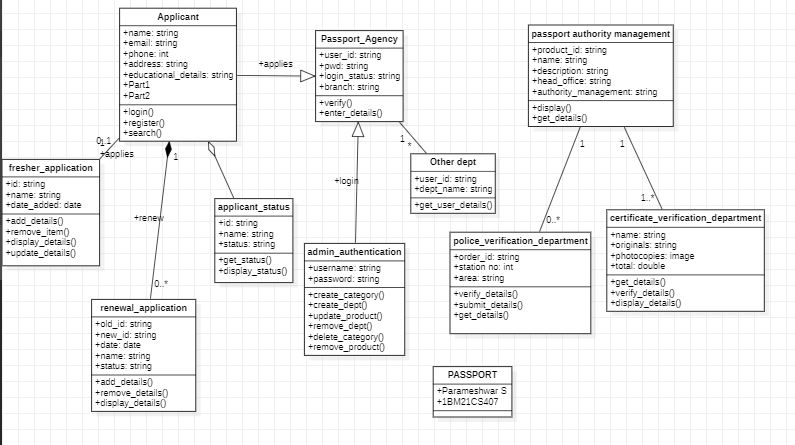 Applicant
+name: string
+email: string
+phone: int
+address: string
+educational_details: string
+Part1
+Part2
+login()
+register()
+search()
+applies
Passport_Agency
+user_id: string
+pwd: string
+login_status: string
+branch: string
+verify()
+enter_details()
passport authority management
+product_id: string
+name: string
+description: string
+head_office: string
+authority_management: string
+display()
+get_details()
0..1
1
+applies
fresher_application
+id: string
+name: string
+date_added: date
+add_details()
+remove_item()
+display_details()
+update_details()
1
+renew
0..*
applicant_status
+id: string
+name: string
+status: string
+get_status()
+display_status()
+login
1
*
Other dept
+user_id: string
+dept_name: string
+get_user_details()
1
0..*
1
1..*
admin_authentication
+username: string
+password: string
+create_category()
+create_dept()
+update_product()
+remove_dept()
+delete_category()
+remove_product()
police_verification_department
+order_id: string
+station no: int
+area: string
+verify_details()
+submit_details()
+get_details()
certificate_verification_department
+name: string
+originals: string
+photocopies: image
+total: double
+get_details()
+verify_details()
+display_details()
renewal_application
+old_id: string
+new_id: string
+date: date
+name: string
+status: string
+add_details()
+remove_details()
+display_details()
PASSPORT
+Parameshwar S
+1BM21CS407